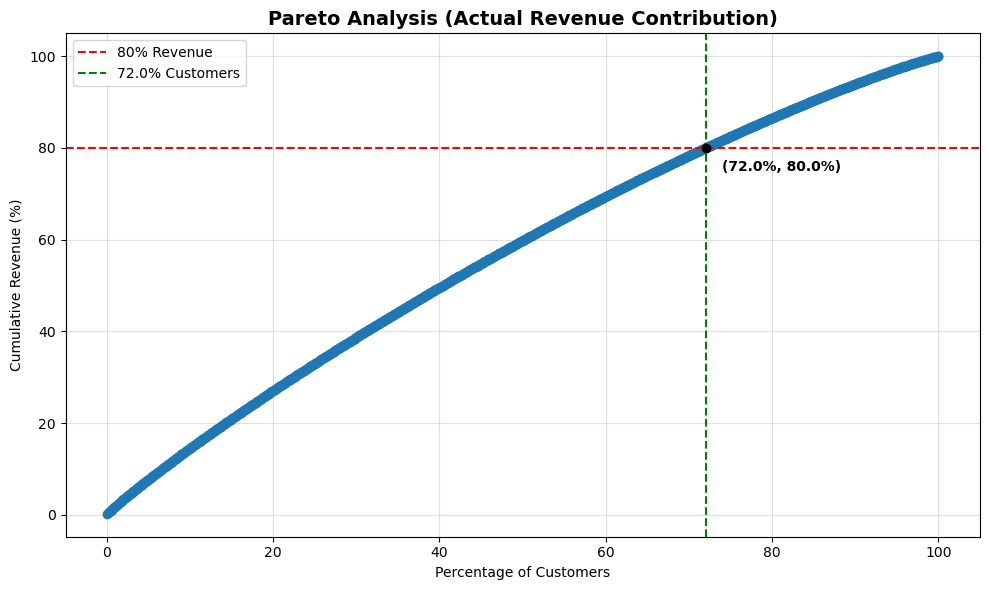 Pareto Analysis (Actual Revenue Contribution)
80% Revenue
72.0% Customers
100
80
60
40
20
0
Cumulative Revenue (%)
(72.0%, 80.0%)
0 20 40 60 80 100
Percentage of Customers